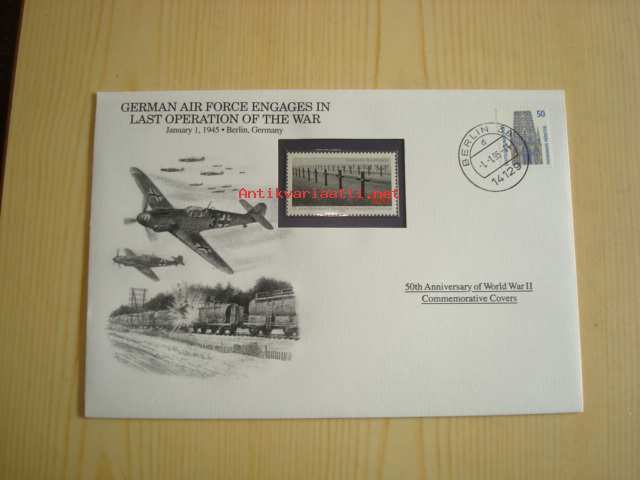 GERMAN AIR FORCE ENGAGES IN
LAST OPERATION OF THE WAR
January 1, 1945 • Berlin, Germany
Antikvariaatti.net
50
BERLIN
14129
50th Anniversary of World War II
Commemorative Covers